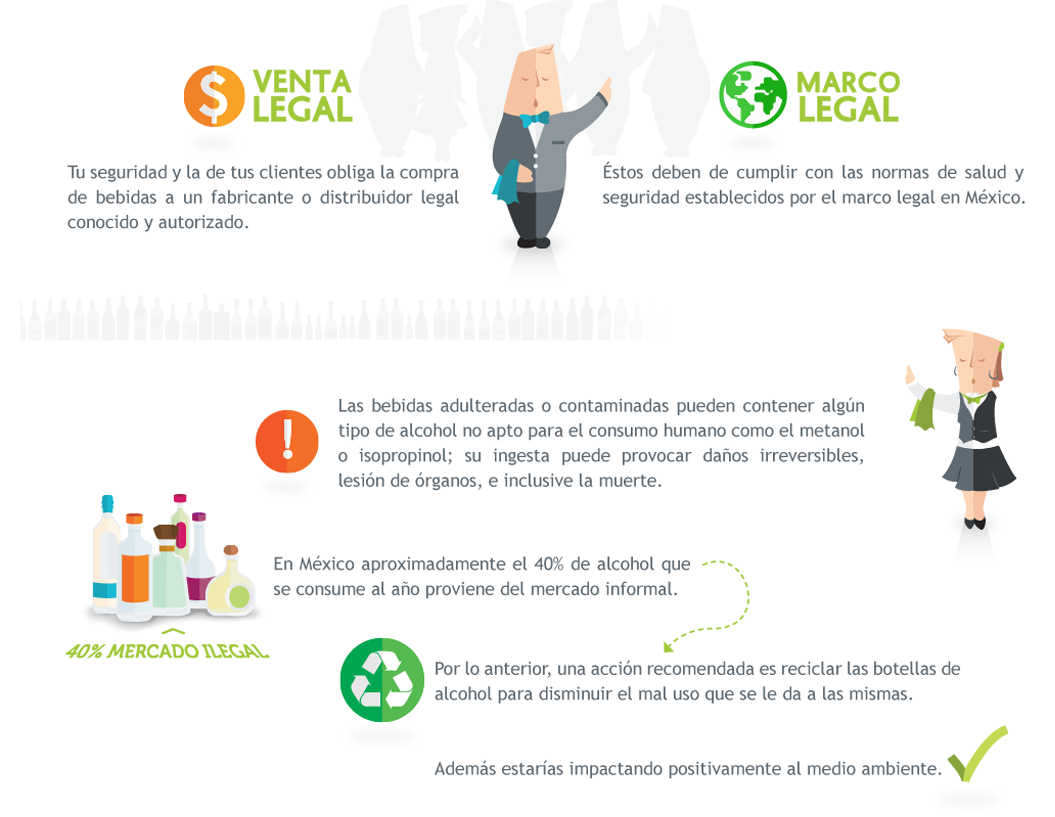 VENTA
LEGAL
Tu seguridad y la de tus clientes obliga la compra
de bebidas a un fabricante o distribuidor legal
conocido y autorizado.
MARCO
LEGAL
Éstos deben de cumplir con las normas de salud y
seguridad establecidos por el marco legal en México.
Las bebidas adulteradas o contaminadas pueden contener algún
tipo de alcohol no apto para el consumo humano como el metanol
o isopropinol; su ingesta puede provocar daños irreversibles,
lesión de órganos, e inclusive la muerte.
En México aproximadamente el 40% de alcohol que
se consume al año proviene del mercado informal.
40% MERCADO ILEGAL
Por lo anterior, una acción recomendada es reciclar las botellas de
alcohol para disminuir el mal uso que se le da a las mismas.
Además estarías impactando positivamente al medio ambiente.